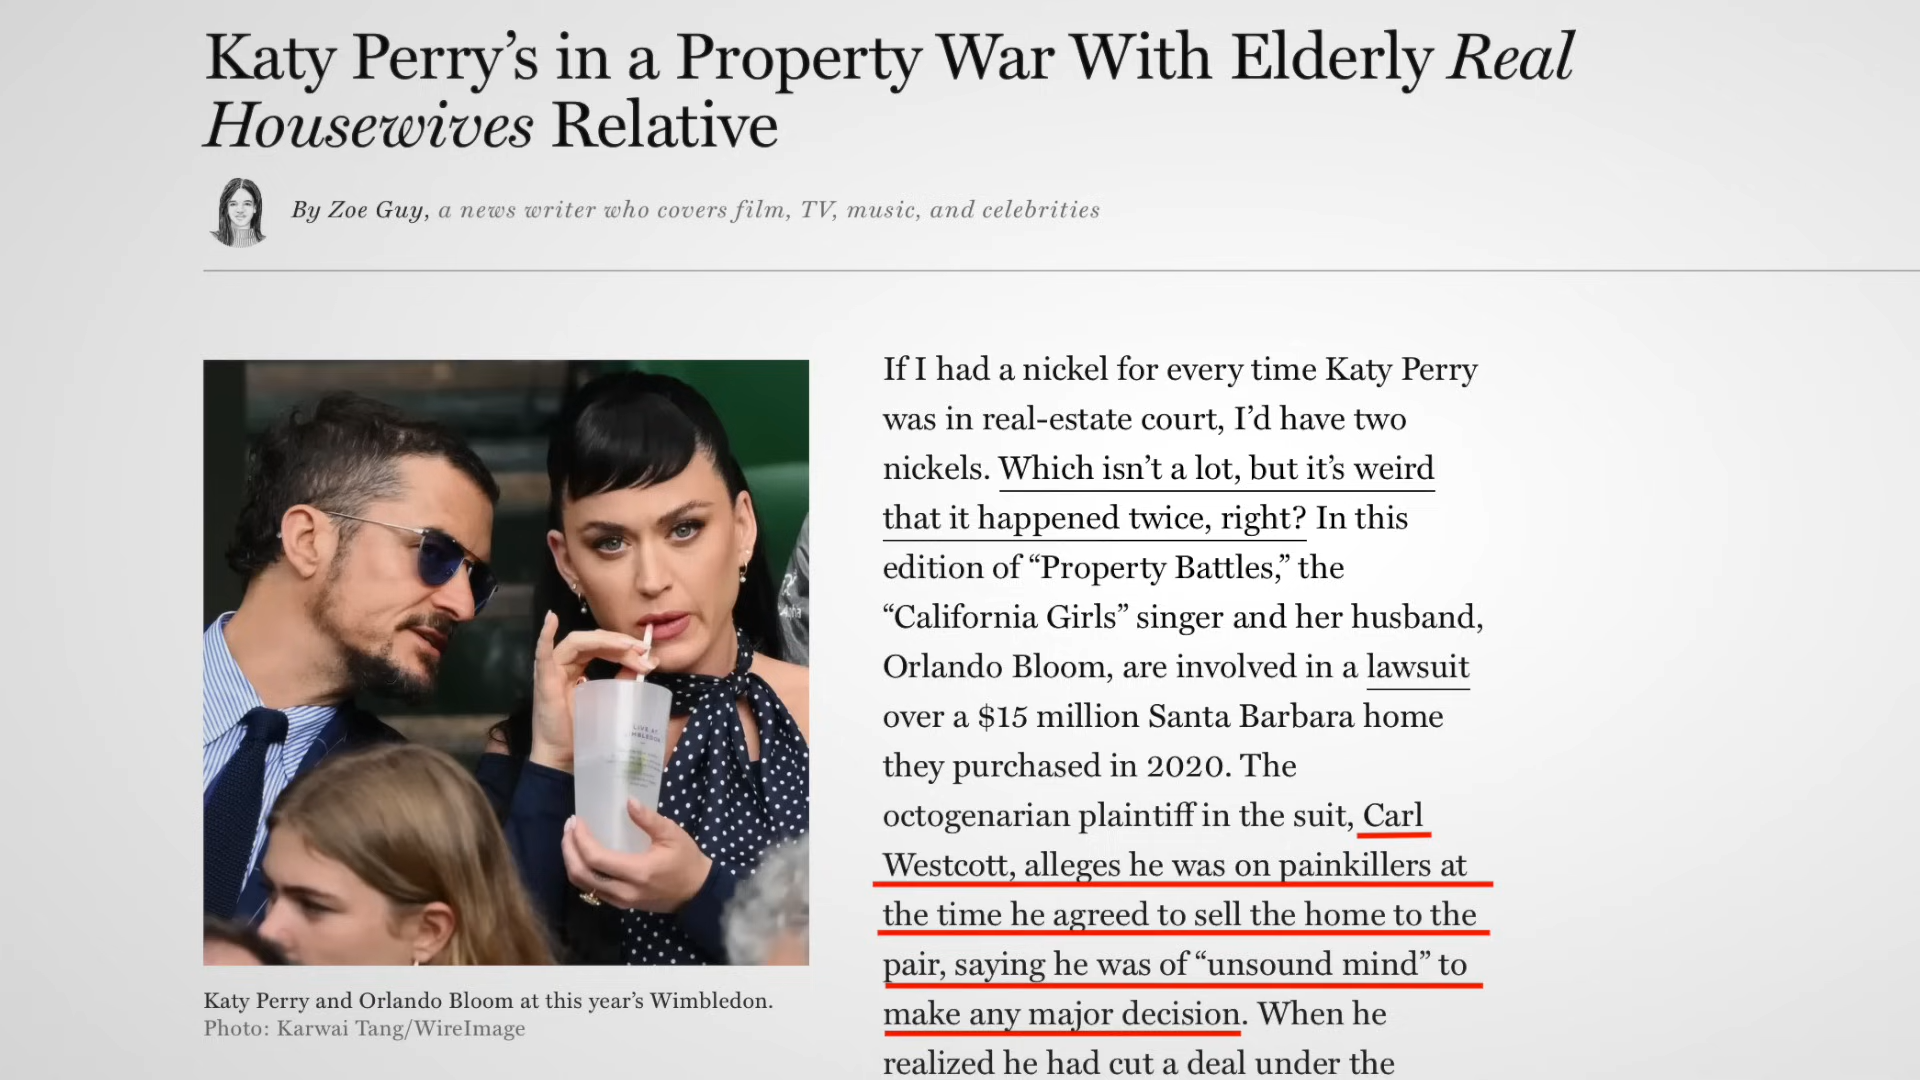 Katy Perry’s in a Property War With Elderly Real
Housewives Relative
By Zoe Guy, a news writer who covers film, TV, music, and celebrities
If I had a nickel for every time Katy Perry
was in real-estate court, I’d have two
nickels. Which isn’t a lot, but it’s weird
that it happened twice, right? In this
edition of “Property Battles,” the
“California Girls” singer and her husband,
Orlando Bloom, are involved in a lawsuit
over a $15 million Santa Barbara home
they purchased in 2020. The
octogenarian plaintiff in the suit, Carl
Westcott, alleges he was on painkillers at
the time he agreed to sell the home to the
pair, saying he was of “unsound mind” to
make any major decision. When he
realized he had cut a deal under the
LIVE AT
Katy Perry and Orlando Bloom at this year’s Wimbledon.
Photo: Karwai Tang/WireImage